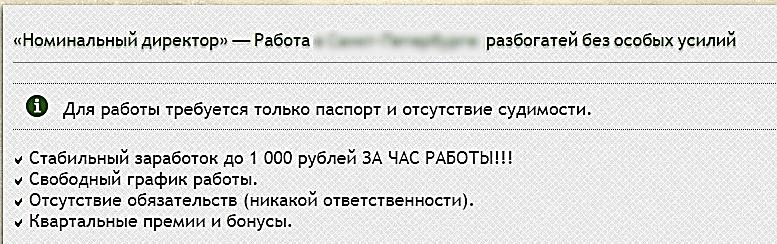 «Номинальный директор» — Работа разбогатей без особых усилий
Для работы требуется только паспорт и отсутствие судимости.
Стабильный заработок до 1 000 рублей ЗА ЧАС РАБОТЫ!!!
Свободный график работы.
Отсутствие обязательств (никакой ответственности).
Квартальные премии и бонусы.